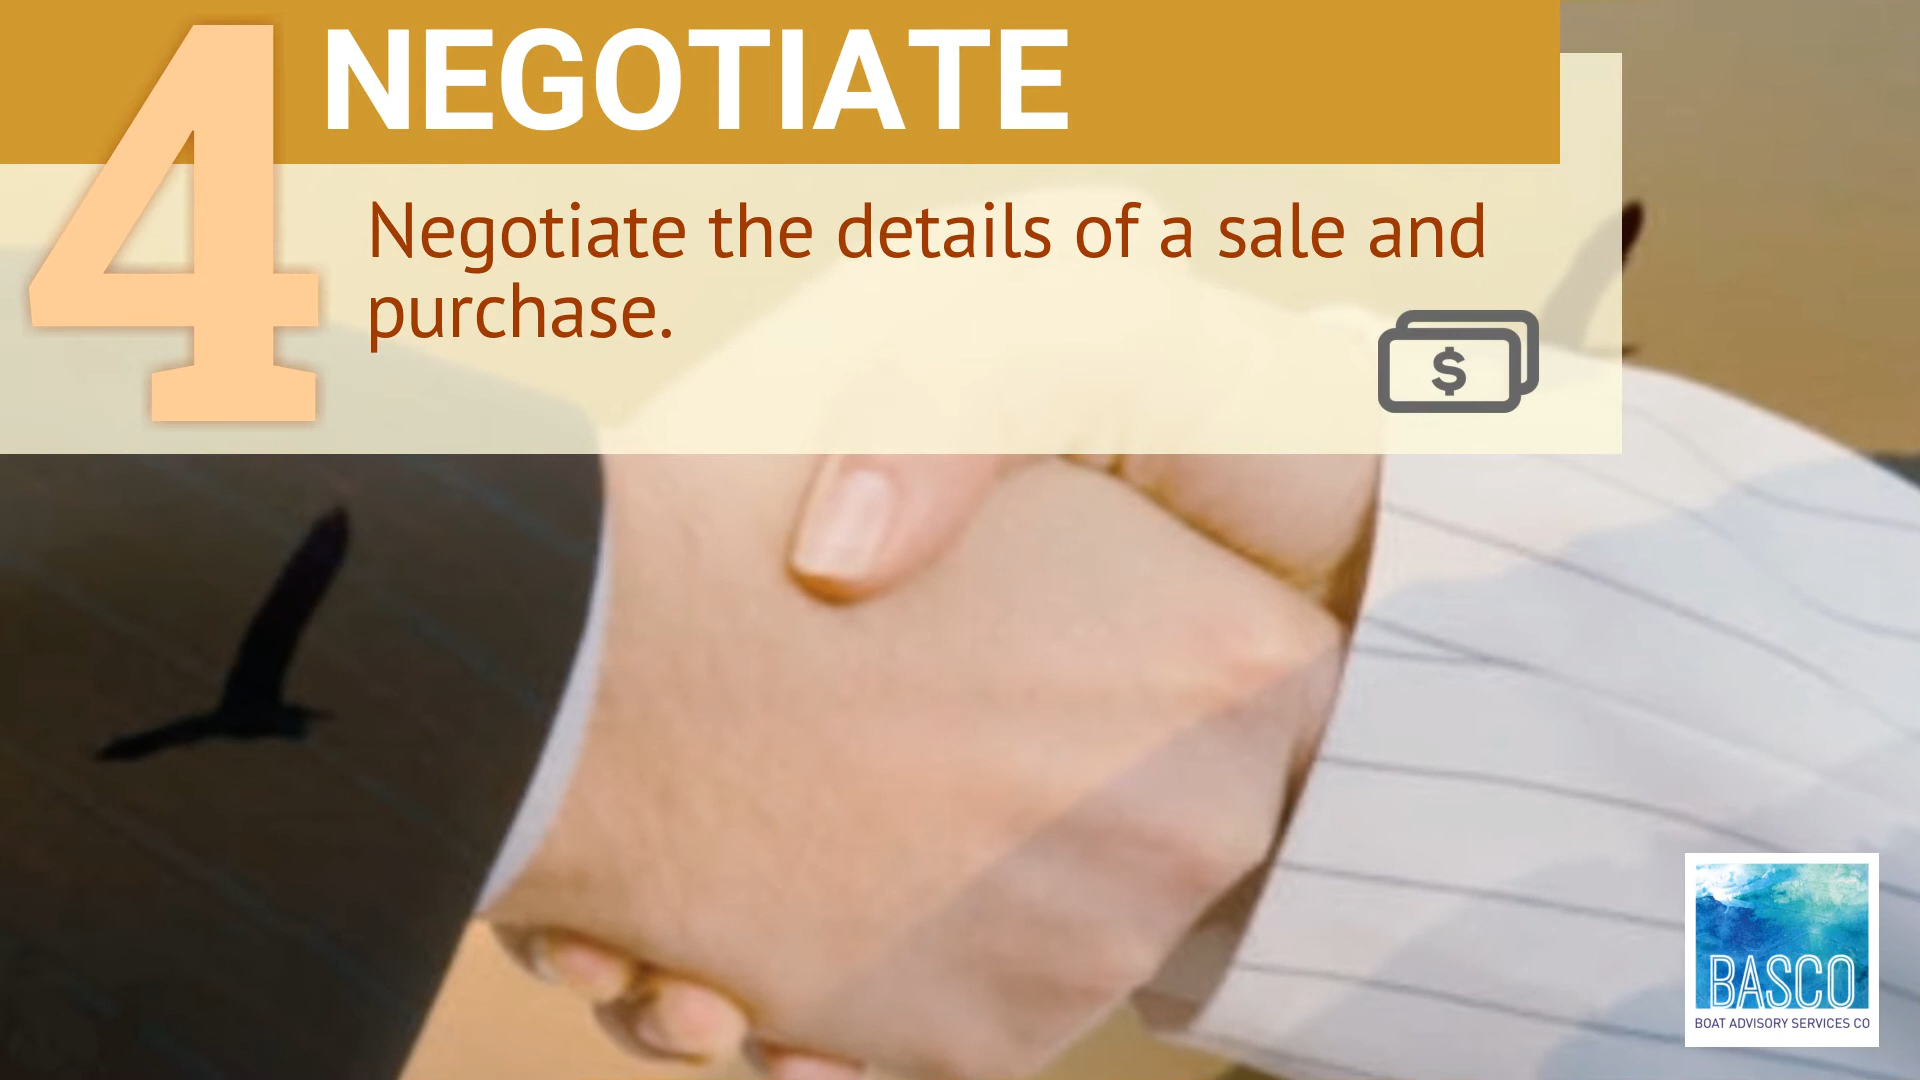 4
NEGOTIATE
Negotiate the details of a sale and
purchase.
$
BASCO
BOAT ADVISORY SERVICES CO